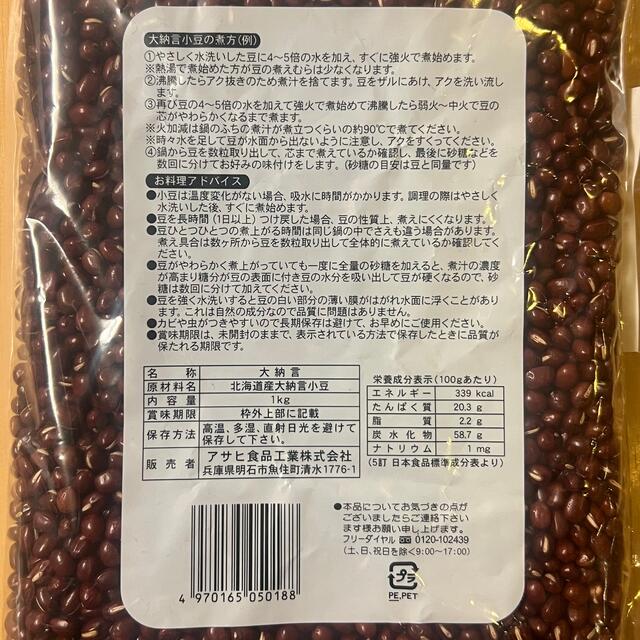 大納言小豆の煮方(例)
①やさしく水洗いした豆に4〜5倍の水を加え、すぐに強火で煮始めます。
※熱湯で煮始めた方が豆の煮えむらは少なくなります。
②沸騰したらアク抜きのため煮汁を捨てます。豆をザルにあけ、アクを洗い流します。
③再び豆の4〜5倍の水を加えて強火で煮始めて沸騰したら弱火〜中火で豆の
芯がやわらかくなるまで煮ます。
※火加減は鍋のふちの煮汁が煮立つくらいの約90℃で煮てください。
※時々水を足して豆が水面から出ないように注意し、アクをすくってください。
④鍋から豆を数粒取り出して、芯まで煮えているか確認し、最後に砂糖などを
数回に分けてお好みの味付けをします。(砂糖の目安は豆と同量です)
お料理アドバイス
●小豆は温度変化がない場合、吸水に時間がかかります。調理の際はやさしく
水洗いした後、すぐに煮始めます。
●豆を長時間(1日以上)つけ戻した場合、豆の性質上、煮えにくくなります。
●豆ひとつひとつの煮上がる時間は同じ鍋の中でさえも違う場合があります。
煮え具合は数ヶ所から豆を数粒取り出して全体的に煮えているか確認してく
ださい。
●豆がやわらかく煮上がっていても一度に全量の砂糖を加えると、煮汁の濃度
が高まり糖分が豆の表面に付き豆の水分を吸い出して豆が硬くなるので、砂
糖は数回に分けて加えてください。
●豆を強く水洗いすると豆の白い部分の薄い膜がはがれ水面に浮くことがあり
ます。これは自然の成分なので品質に問題はありません。
●カビや虫がつきやすいので長期保存は避けて、お早めにご使用ください。
●賞味期限は、未開封のままで、表示されている方法で保存したときに品質が
保たれる期限です。
名称 大納言
原材料名 北海道産大納言小豆
内容量 1kg
賞味期限 枠外上部に記載
保存方法 高温、多湿、直射日光を避けて
保存して下さい。
販売者 アサヒ食品工業株式会社
兵庫県明石市魚住町清水1776-1
栄養成分表示(100gあたり)
エネルギー 339 kcal
たんぱく質 20.3 g
脂質 2.2 g
炭水化物 58.7 g
ナトリウム 1 mg
(5訂 日本食品標準成分表より)
●本品についてお気づきの点が
ございましたらご連絡下さい
ます様お願い申し上げます。
フリーダイヤル 0120-102439
(土、日、祝日を除く9:00〜17:00)
4 970165 050188
プラ
PE,PET